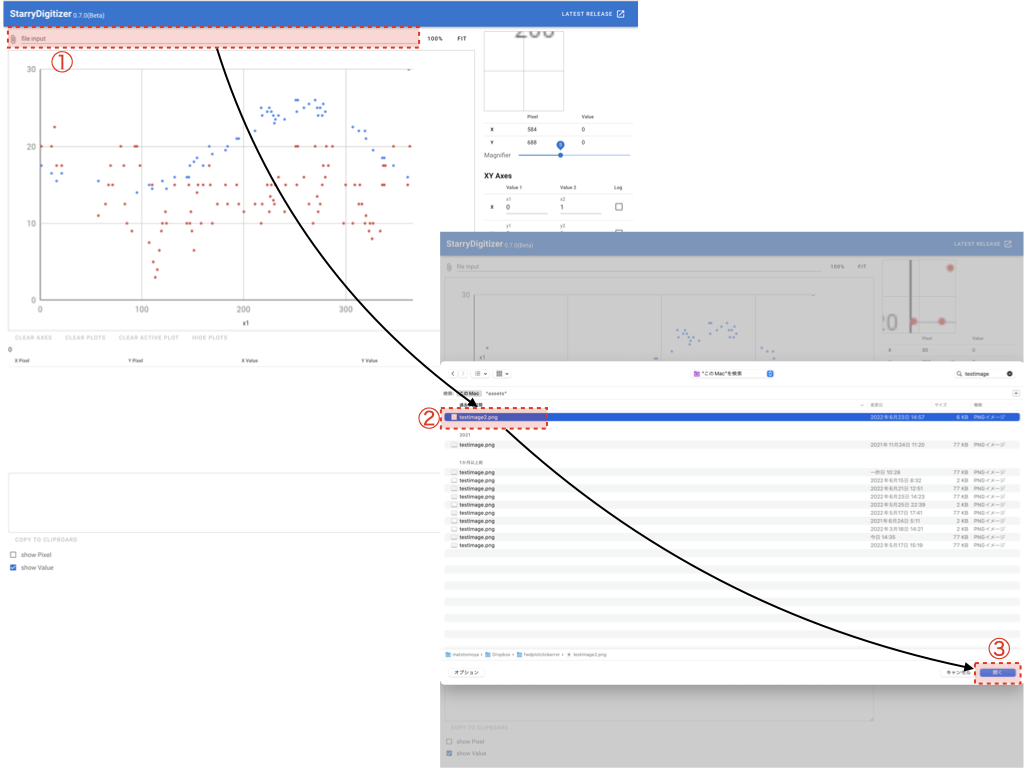 StarryDigitizer 0.7.0(Beta)
LATEST RELEASE
file input
100%
FIT
①
30
20
10
0
0
100
200
300
x1
200
Pixel
Value
X
584
0
Y
688
0
Magnifier
5
XY Axes
Value 1
Value 2
Log
x1
x2
X
0
1
y1
y2
CLEAR AXES
CLEAR PLOTS
CLEAR ACTIVE PLOT
HIDE PLOTS
0
X Pixel
Y Pixel
X Value
Y Value
COPY TO CLIPBOARD
show Pixel
show Value
StarryDigitizer 0.7.0(Beta)
LATEST RELEASE
file input
100%
FIT
30
x1
20
Pixel
Value
X
0
Y
0
"このMac"を検索
testimage
検索:
このMac
"assets"
変更日
サイズ
種類
②
testimage2.png
2022年6月23日 14:57
6 KB
PNGイメージ
2021
testimage.png
2021年11月24日 11:20
77 KB
PNGイメージ
1か月以上前
testimage.png
一昨日 10:28
77 KB
PNGイメージ
testimage.png
2022年6月15日 8:32
2 KB
PNGイメージ
testimage.png
2022年6月21日 12:51
77 KB
PNGイメージ
testimage.png
2022年6月23日 14:23
77 KB
PNGイメージ
testimage.png
2022年5月25日 22:39
2 KB
PNGイメージ
testimage.png
2022年5月17日 17:41
77 KB
PNGイメージ
testimage.png
2021年6月24日 5:11
2 KB
PNGイメージ
testimage.png
2022年3月18日 14:21
2 KB
PNGイメージ
testimage.png
今日 14:35
77 KB
PNGイメージ
testimage.png
2022年5月17日 15:19
77 KB
PNGイメージ
Dropbox
testimage2.png
③
オプション
キャンセル
開く
COPY TO CLIPBOARD
show Pixel
show Value